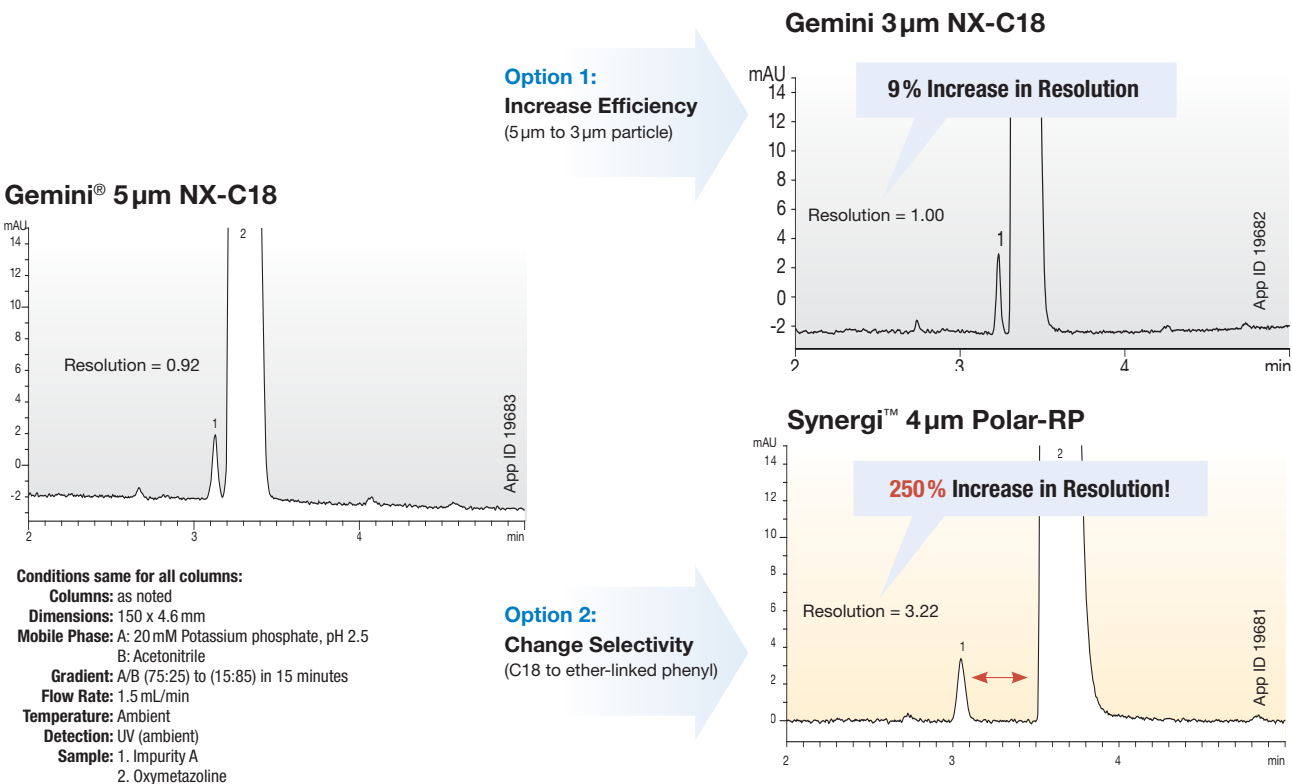 Gemini® 5 µm NX-C18
mAU
14
12
10
8
6
4
2
0
-2
2
Resolution = 0.92
1
App ID 19683
2
3
4
min
Conditions same for all columns:
Columns: as noted
Dimensions: 150 x 4.6 mm
Mobile Phase: A: 20 mM Potassium phosphate, pH 2.5
B: Acetonitrile
Gradient: A/B (75:25) to (15:85) in 15 minutes
Flow Rate: 1.5 mL/min
Temperature: Ambient
Detection: UV (ambient)
Sample: 1. Impurity A
2. Oxymetazoline
Option 1:
Increase Efficiency
(5 µm to 3 µm particle)
Gemini 3 µm NX-C18
mAU
14
12
10
8
6
4
2
0
-2
9 % Increase in Resolution
Resolution = 1.00
1
App ID 19682
2
3
4
min
Option 2:
Change Selectivity
(C18 to ether-linked phenyl)
Synergi™ 4 µm Polar-RP
mAU
14
12
10
8
6
4
2
0
2
250 % Increase in Resolution!
Resolution = 3.22
1
App ID 19681
2
3
4
min